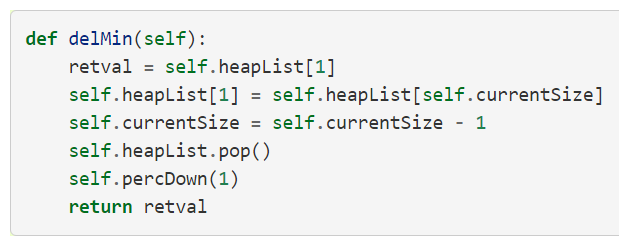 def delMin(self):
    retval = self.heapList[1]
    self.heapList[1] = self.heapList[self.currentSize]
    self.currentSize = self.currentSize - 1
    self.heapList.pop()
    self.percDown(1)
    return retval